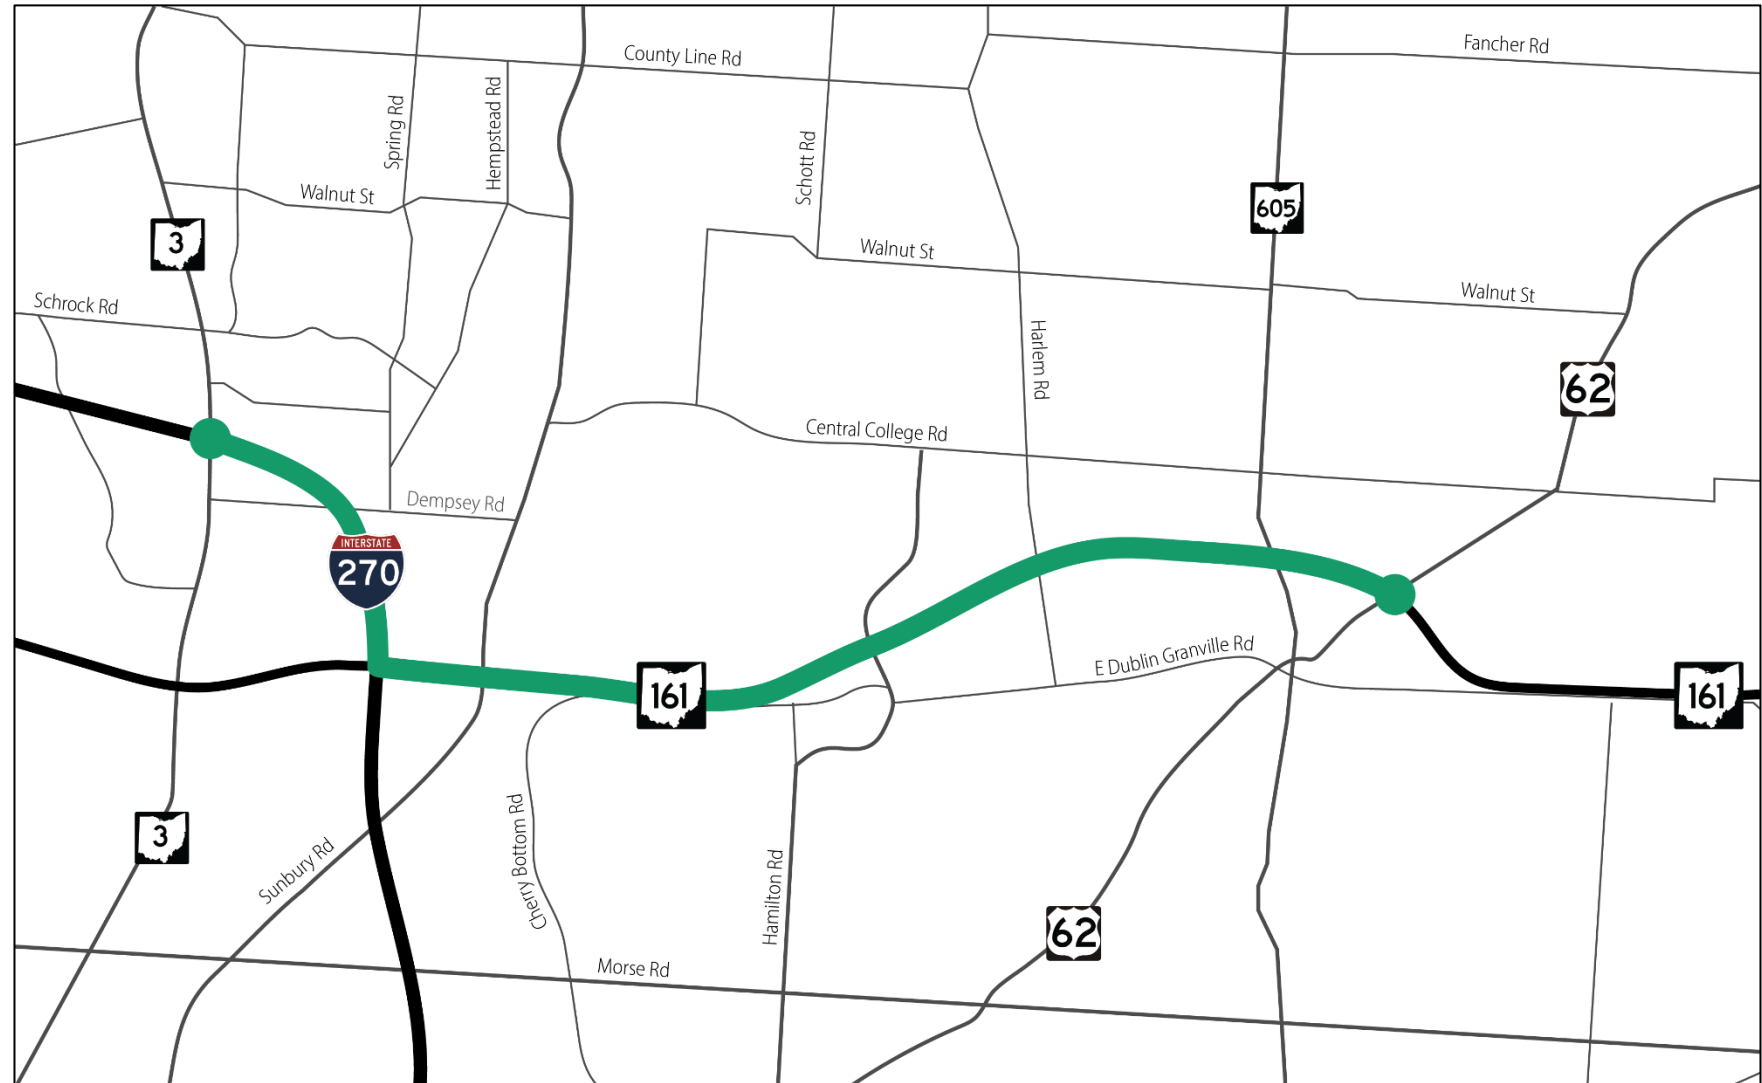 County Line Rd
Fancher Rd
Spring Rd
Hempstead Rd
Schott Rd
Walnut St
605
3
Walnut St
Schrock Rd
Walnut St
Harlem Rd
62
Central College Rd
Dempsey Rd
INTERSTATE
270
E Dublin Granville Rd
161
161
3
Sunbury Rd
Cherry Bottom Rd
Hamilton Rd
62
Morse Rd